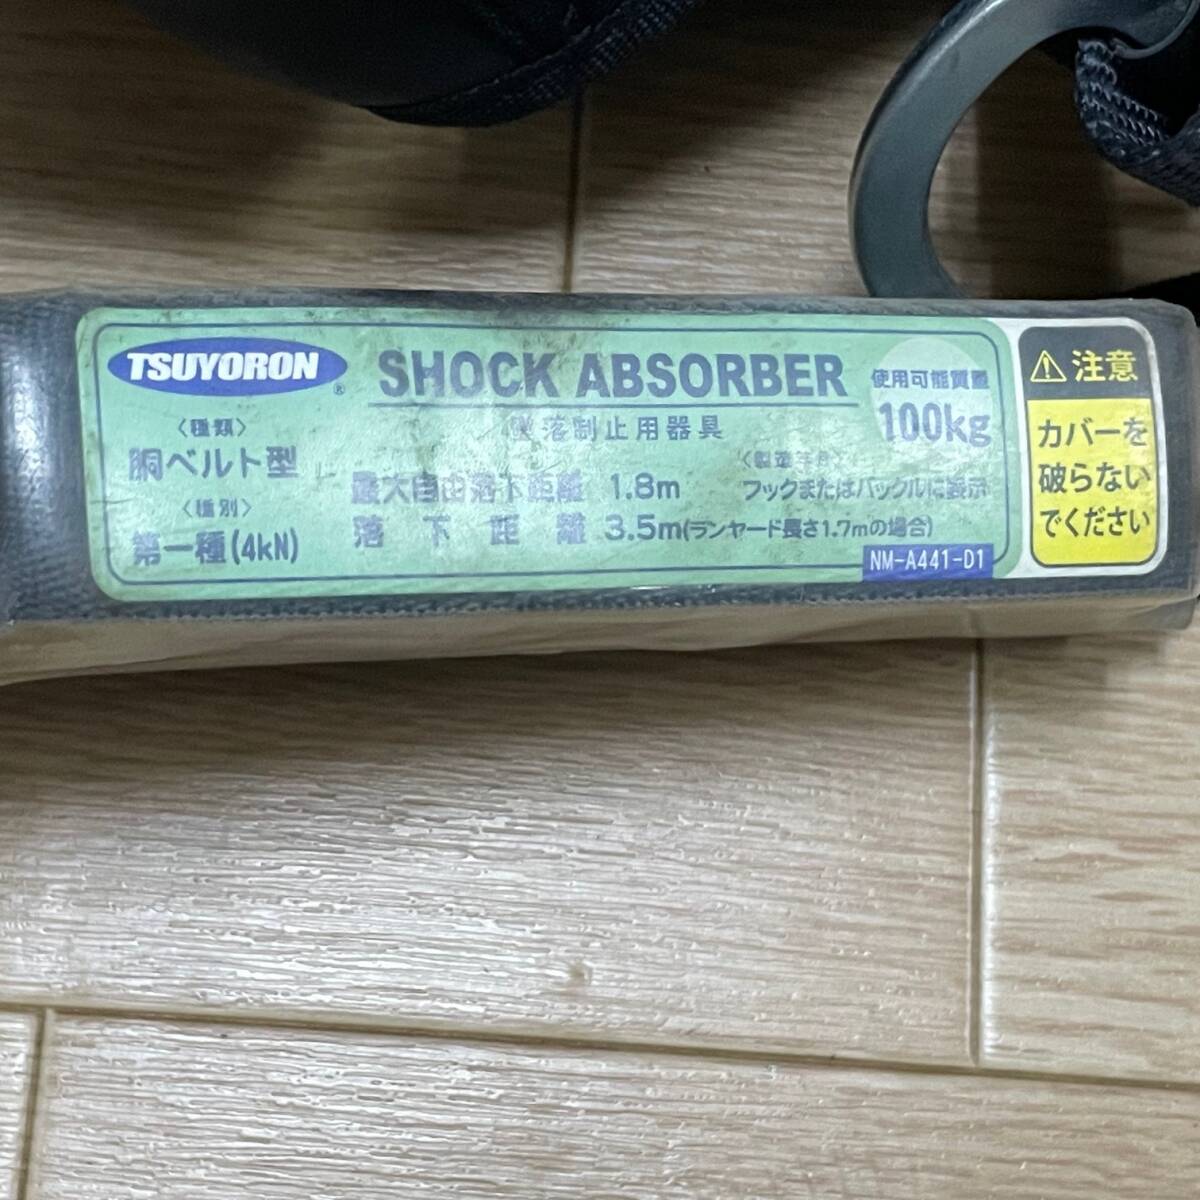 TSUYORON
®
SHOCK ABSORBER
使用可能質量
100kg
墜落制止用器具
〈種類〉
胴ベルト型
〈種別〉
第一種(4kN)
最大自由落下距離 1.8m
〈製造年月〉
フックまたはバックルに表示
落下距離 3.5m(ランヤード長さ1.7mの場合)
NM-A441-D1
注意
カバーを
破らない
でください